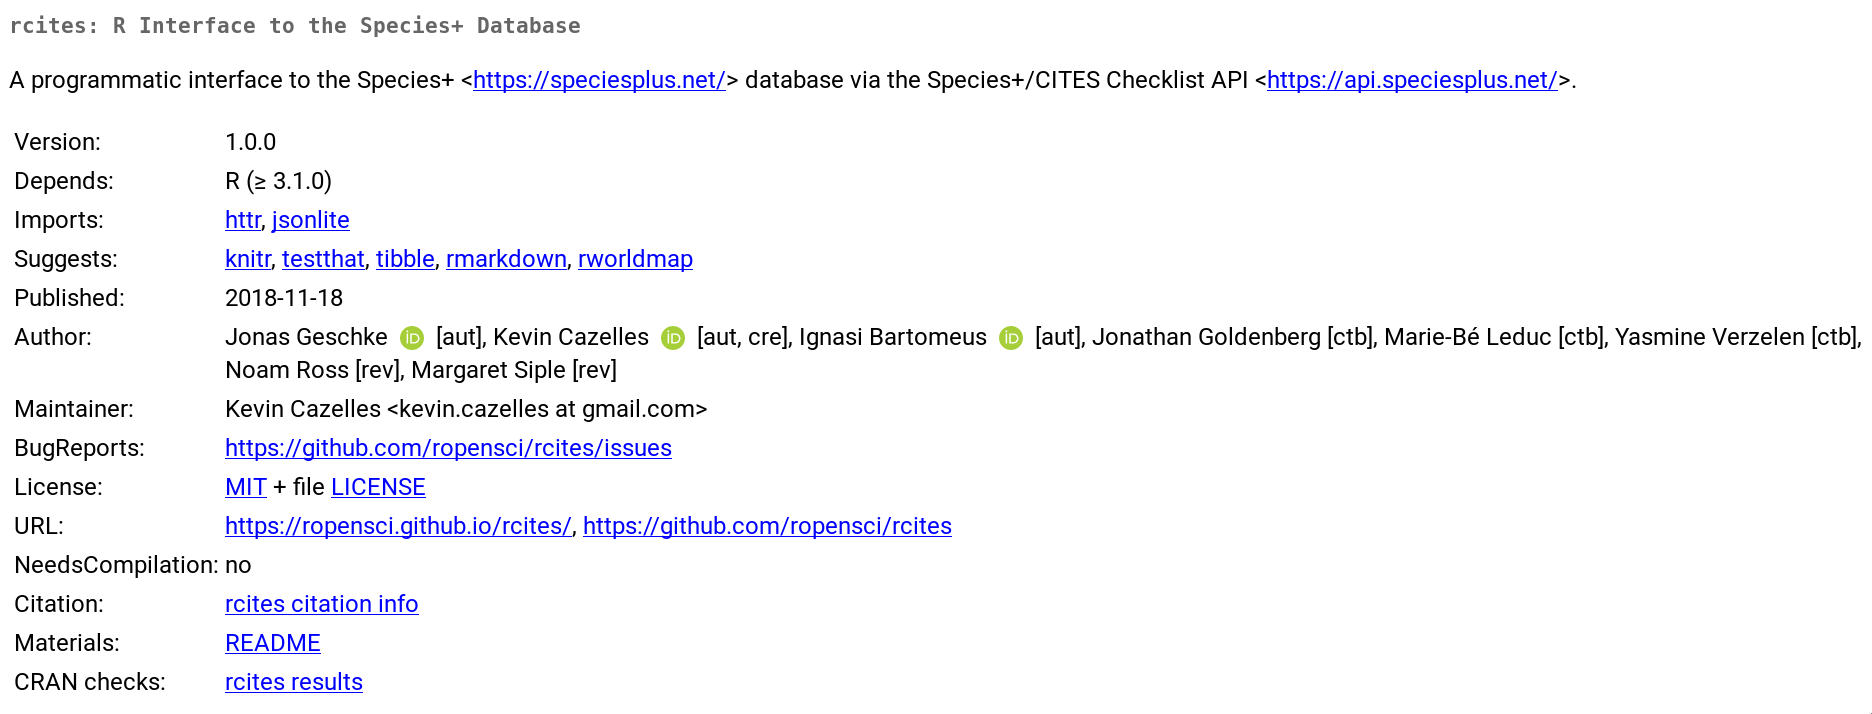 rcites: R Interface to the Species+ Database
A programmatic interface to the Species+ <https://speciesplus.net/> database via the Species+/CITES Checklist API <https://api.speciesplus.net/>.
Version: 1.0.0
Depends: R (≥ 3.1.0)
Imports: httr, jsonlite
Suggests: knitr, testthat, tibble, rmarkdown, rworldmap
Published: 2018-11-18
Author: Jonas Geschke iD [aut], Kevin Cazelles iD [aut, cre], Ignasi Bartomeus iD [aut], Jonathan Goldenberg [ctb], Marie-Bé Leduc [ctb], Yasmine Verzelen [ctb],
Noam Ross [rev], Margaret Siple [rev]
Maintainer: Kevin Cazelles <kevin.cazelles at gmail.com>
BugReports: https://github.com/ropensci/rcites/issues
License: MIT + file LICENSE
URL: https://ropensci.github.io/rcites/, https://github.com/ropensci/rcites
NeedsCompilation: no
Citation: rcites citation info
Materials: README
CRAN checks: rcites results